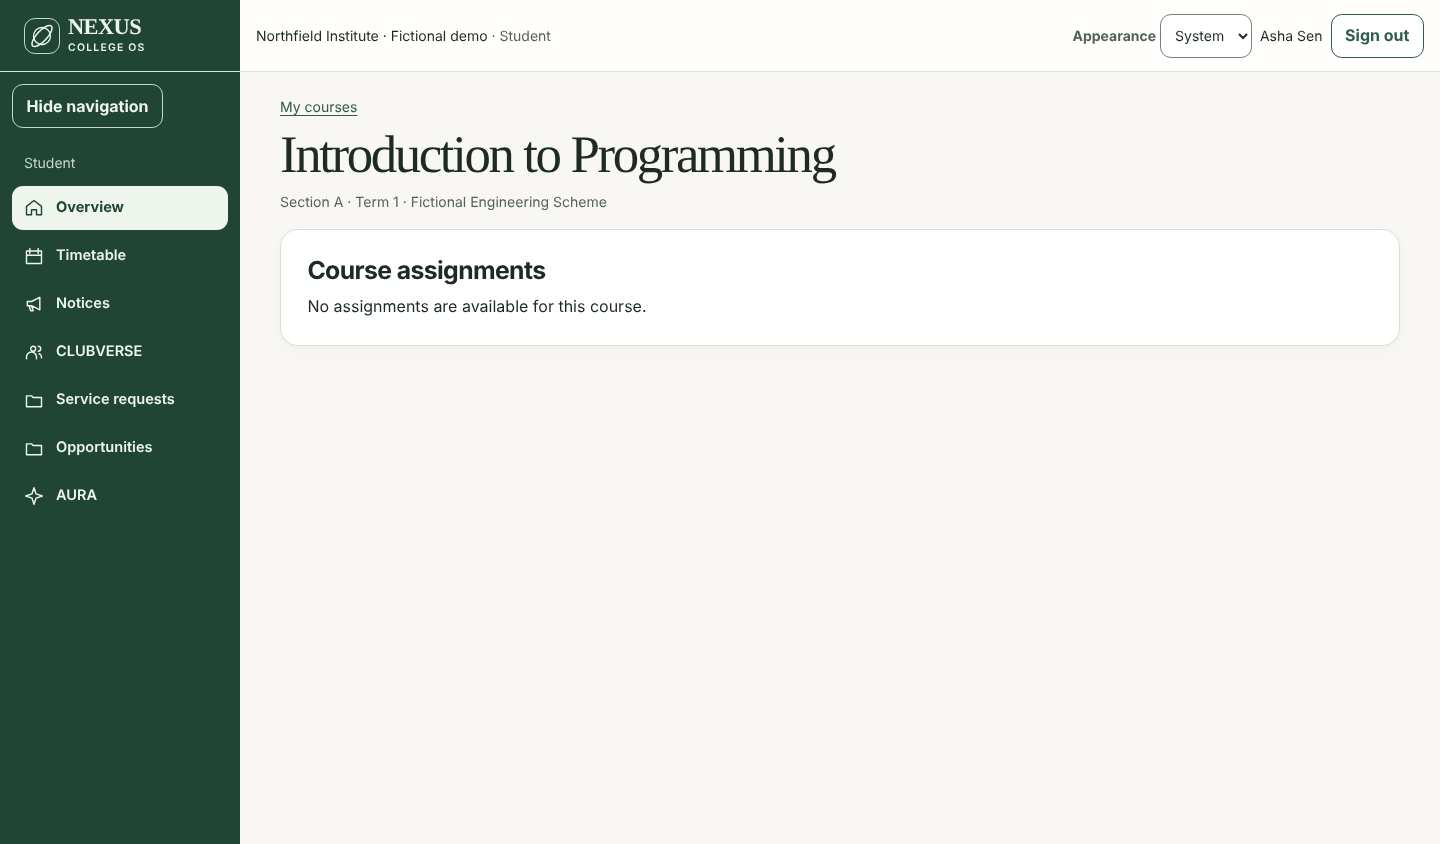 NEXUS
COLLEGE OS
Northfield Institute · Fictional demo · Student
Appearance
System
Asha Sen
Sign out
Hide navigation
Student
Overview
Timetable
Notices
CLUBVERSE
Service requests
Opportunities
AURA
My courses
Introduction to Programming
Section A · Term 1 · Fictional Engineering Scheme
Course assignments
No assignments are available for this course.